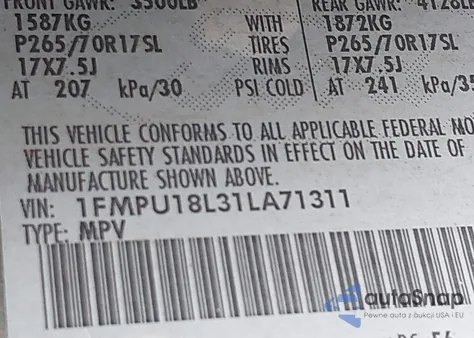 FRONT GAWR: 3500LB REAR GAWR: 4128LB
1587KG WITH 1872KG
P265/70R17SL TIRES P265/70R17SL
17X7.5J RIMS 17X7.5J
AT 207 kPa/30 PSI COLD AT 241 kPa/35
THIS VEHICLE CONFORMS TO ALL APPLICABLE FEDERAL MO
VEHICLE SAFETY STANDARDS IN EFFECT ON THE DATE OF
MANUFACTURE SHOWN ABOVE.
VIN: 1FMPU18L31LA71311
TYPE: MPV
autoSnap
Pewne auta z aukcji USA i EU